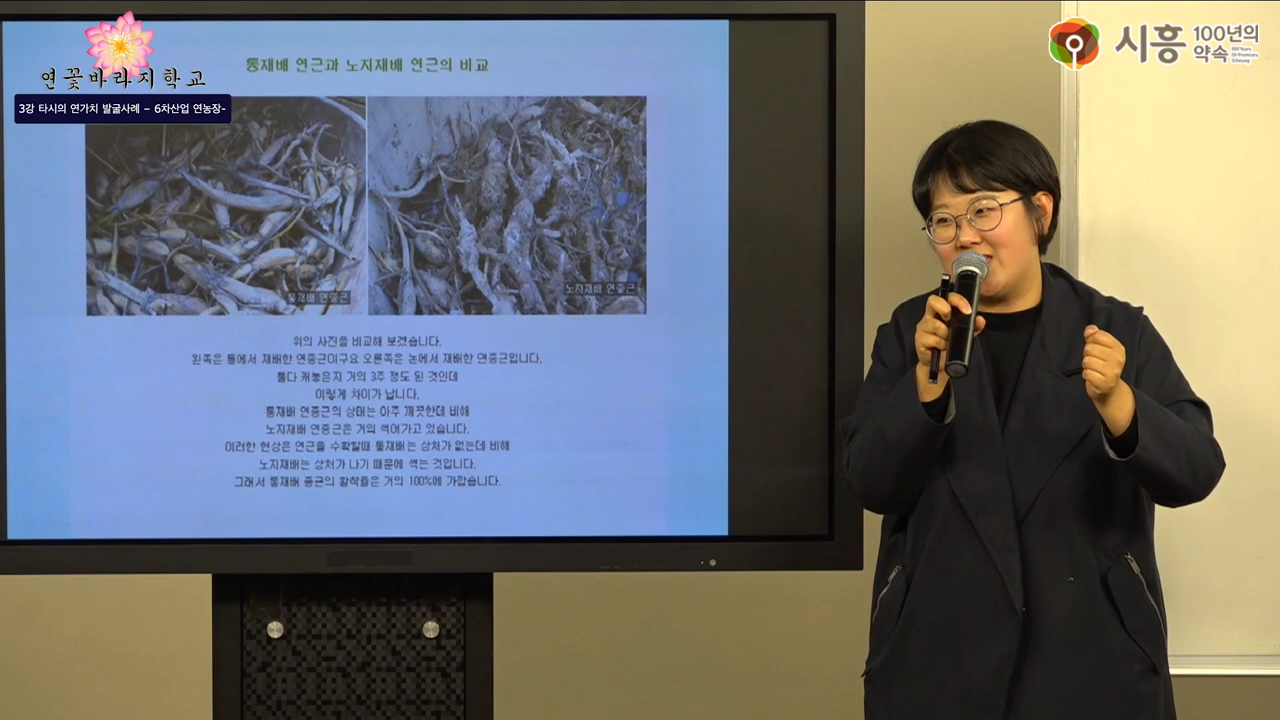 연꽃바라지학교
3강 타시의 연가치 발굴사례 – 6차산업 연농장-
시흥 100년의 약속
100 Years Of Promises Siheung
통재배 연근과 노지재배 연근의 비교
통재배 연종근
노지재배 연종근
위의 사진을 비교해 보겠습니다.
왼쪽은 통에서 재배한 연종근이구요 오른쪽은 논에서 재배한 연종근입니다.
둘다 캐놓은지 거의 3주 정도 된 것인데
이렇게 차이가 납니다.
통재배 연종근의 상태는 아주 깨끗한데 비해
노지재배 연종근은 거의 썩어가고 있습니다.
이러한 현상은 연근을 수확할때 통재배는 상처가 없는데 비해
노지재배는 상처가 나기 때문에 썩는 것입니다.
그래서 통재배 종근의 활착율은 거의 100%에 가깝습니다.